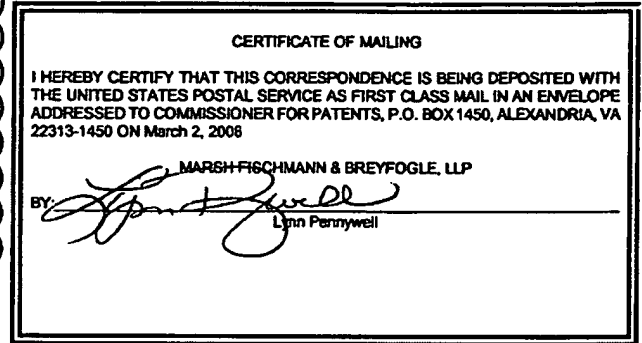 CERTIFICATE OF MAILING
I HEREBY CERTIFY THAT THIS CORRESPONDENCE IS BEING DEPOSITED WITH
THE UNITED STATES POSTAL SERVICE AS FIRST CLASS MAIL IN AN ENVELOPE
ADDRESSED TO COMMISSIONER FOR PATENTS, P.O. BOX 1450, ALEXANDRIA, VA
22313-1450 ON March 2, 2006
MARSH FISCHMANN & BREYFOGLE, LLP
BY:
Lynn Pennywell